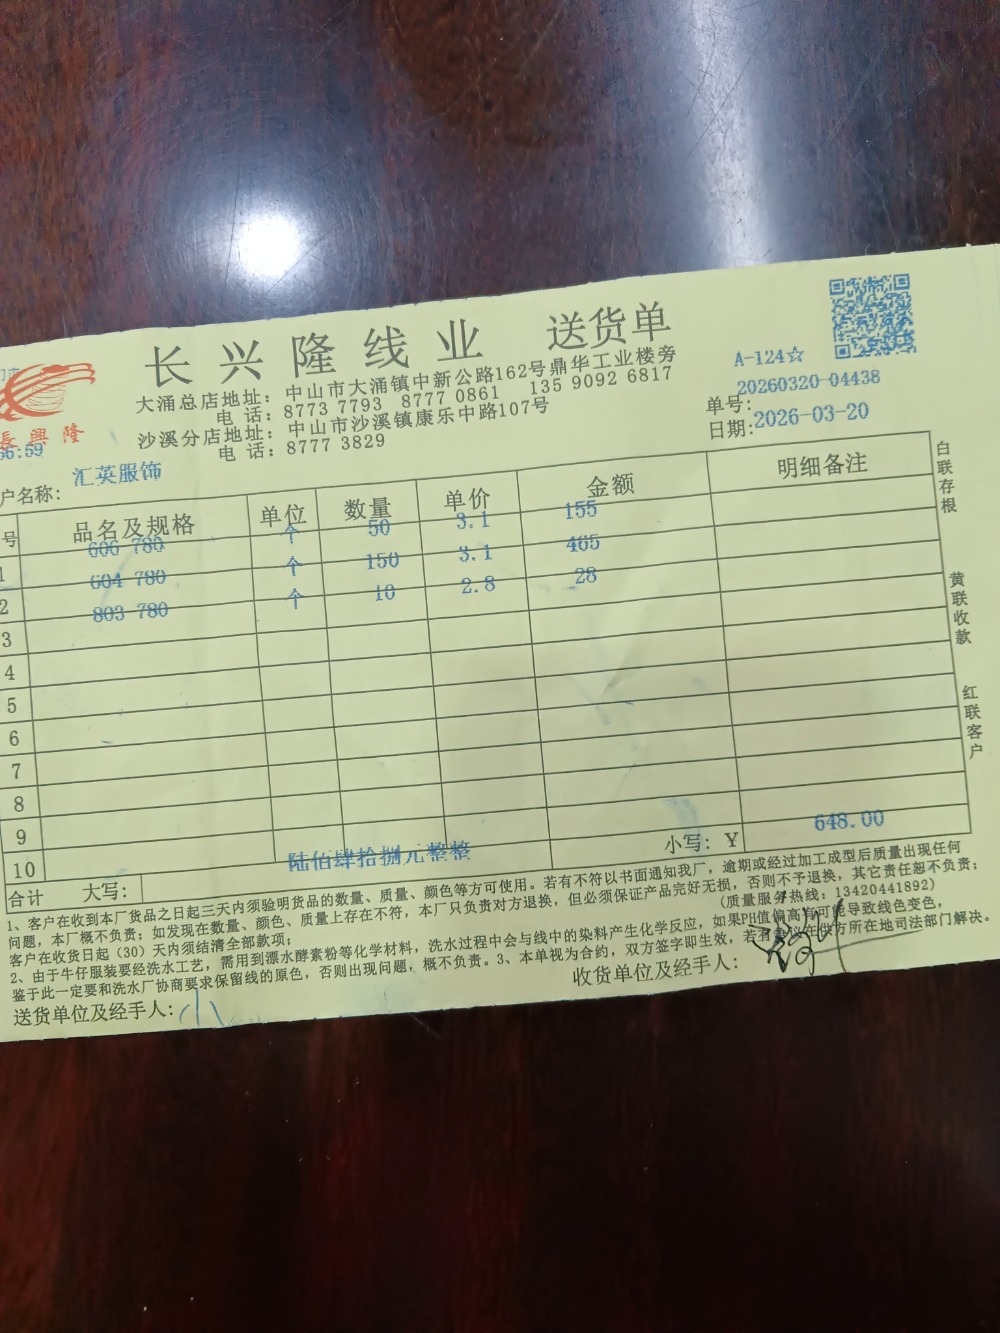 长兴隆线业 送货单
長興隆
大涌总店地址：中山市大涌镇中新公路162号鼎华工业楼旁
电 话：8773 7793 8777 0861 135 9092 6817
沙溪分店地址：中山市沙溪镇康乐中路107号
电 话：8777 3829
A-124☆
20260320-04438
单号：
日期：2026-03-20
:59
户名称：汇英服饰
号 品名及规格 单位 数量 单价 金额 明细备注
1 606 780 个 50 3.1 155
2 604 780 个 150 3.1 465
3 803 780 个 10 2.8 28
4
5
6
7
8
9
10
合计 大写：陆佰肆拾捌元整整 小写：Y 648.00
白联存根
黄联收款
红联客户
1、客户在收到本厂货品之日起三天内须验明货品的数量、质量、颜色等方可使用。若有不符以书面通知我厂，逾期或经过加工成型后质量出现任何
问题，本厂概不负责；如发现在数量、颜色、质量上存在不符，本厂只负责对方退换，但必须保证产品完好无损，否则不予退换，其它责任恕不负责；
客户在收货日起（30）天内须结清全部款项； （质量服务热线：13420441892）
2、由于牛仔服装要经洗水工艺，需用到漂水酵素粉等化学材料，洗水过程中会与线中的染料产生化学反应，如果PH值偏高有可能导致线色变色，
鉴于此一定要和洗水厂协商要求保留线的原色，否则出现问题，概不负责。3、本单视为合约，双方签字即生效，若有争议在供方所在地司法部门解决。
送货单位及经手人：
收货单位及经手人：